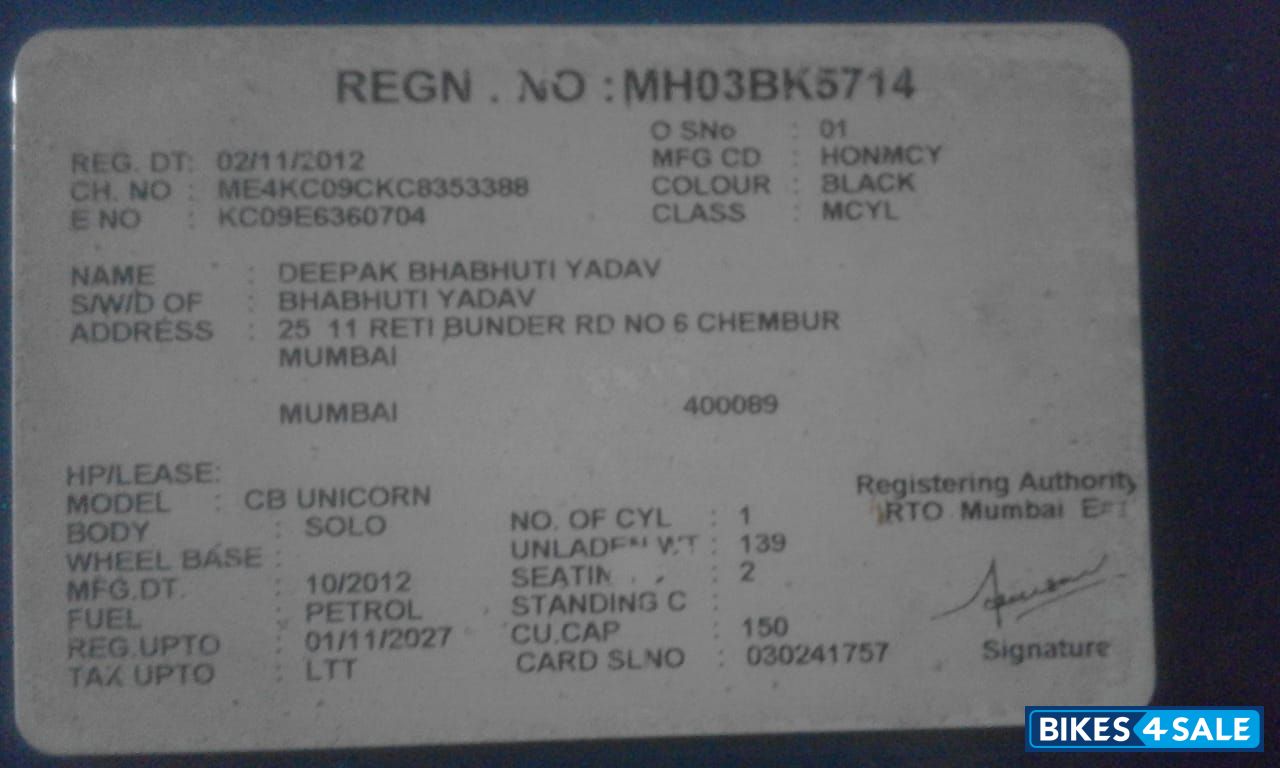 REGN . NO : MH03BK5714
O SNo : 01
REG. DT: 02/11/2012 MFG CD : HONMCY
CH. NO : ME4KC09CKC8353388 COLOUR : BLACK
E NO : KC09E6360704 CLASS : MCYL
NAME : DEEPAK BHABHUTI YADAV
S/W/D OF : BHABHUTI YADAV
ADDRESS : 25 11 RETI BUNDER RD NO 6 CHEMBUR
MUMBAI
MUMBAI 400089
HP/LEASE:
MODEL : CB UNICORN
BODY : SOLO
WHEEL BASE :
MFG.DT. : 10/2012
FUEL : PETROL
REG.UPTO : 01/11/2027
TAX UPTO : LTT
NO. OF CYL : 1
UNLADEN WT : 139
: 2
STANDING C :
CU.CAP : 150
CARD SLNO : 030241757
Registering Authority
RTO Mumbai
Signature
BIKES4SALE